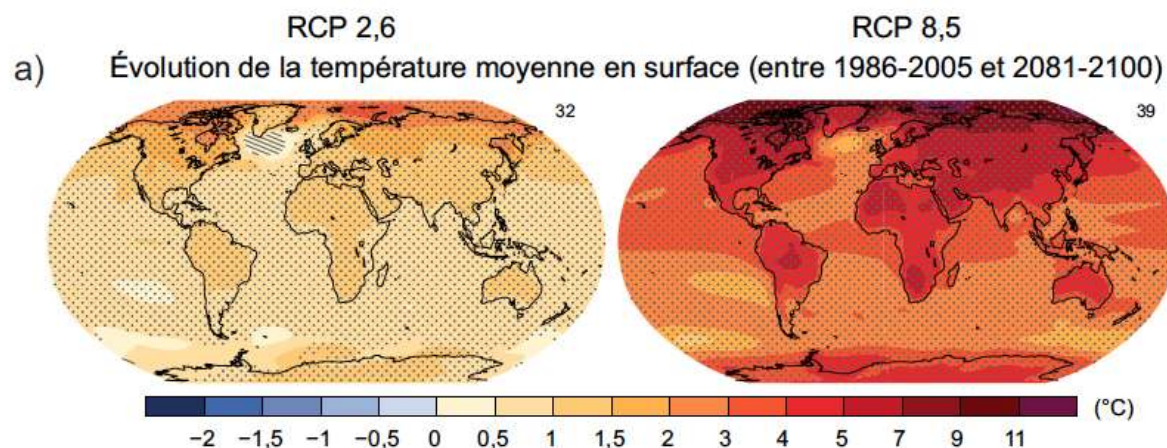 RCP 2,6 RCP 8,5
a) Évolution de la température moyenne en surface (entre 1986-2005 et 2081-2100)
32 39
−2 −1,5 −1 −0,5 0 0,5 1 1,5 2 3 4 5 7 9 11 (°C)